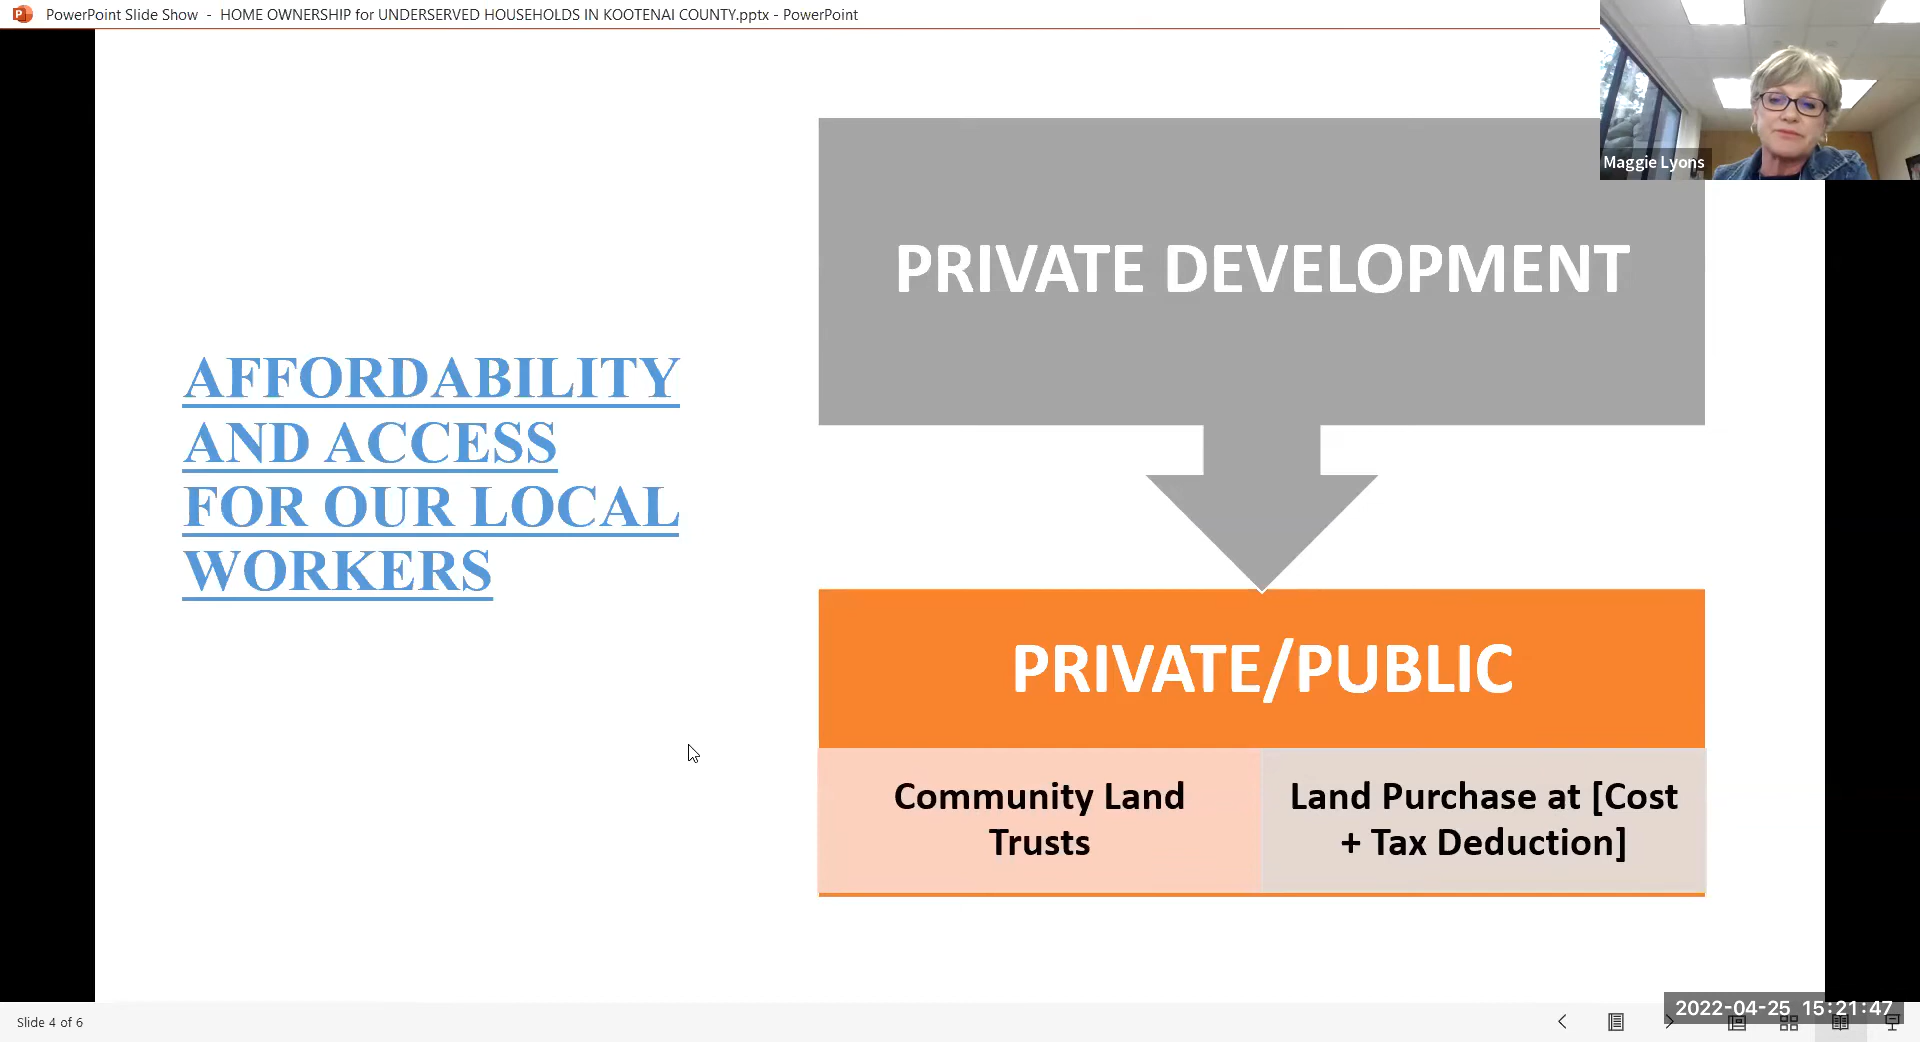 PowerPoint Slide Show - HOME OWNERSHIP for UNDERSERVED HOUSEHOLDS IN KOOTENAI COUNTY.pptx - PowerPoint
Maggie Lyons
AFFORDABILITY
AND ACCESS
FOR OUR LOCAL
WORKERS
PRIVATE DEVELOPMENT
PRIVATE/PUBLIC
Community Land
Trusts
Land Purchase at [Cost
+ Tax Deduction]
Slide 4 of 6
2022-04-25 15:21:47